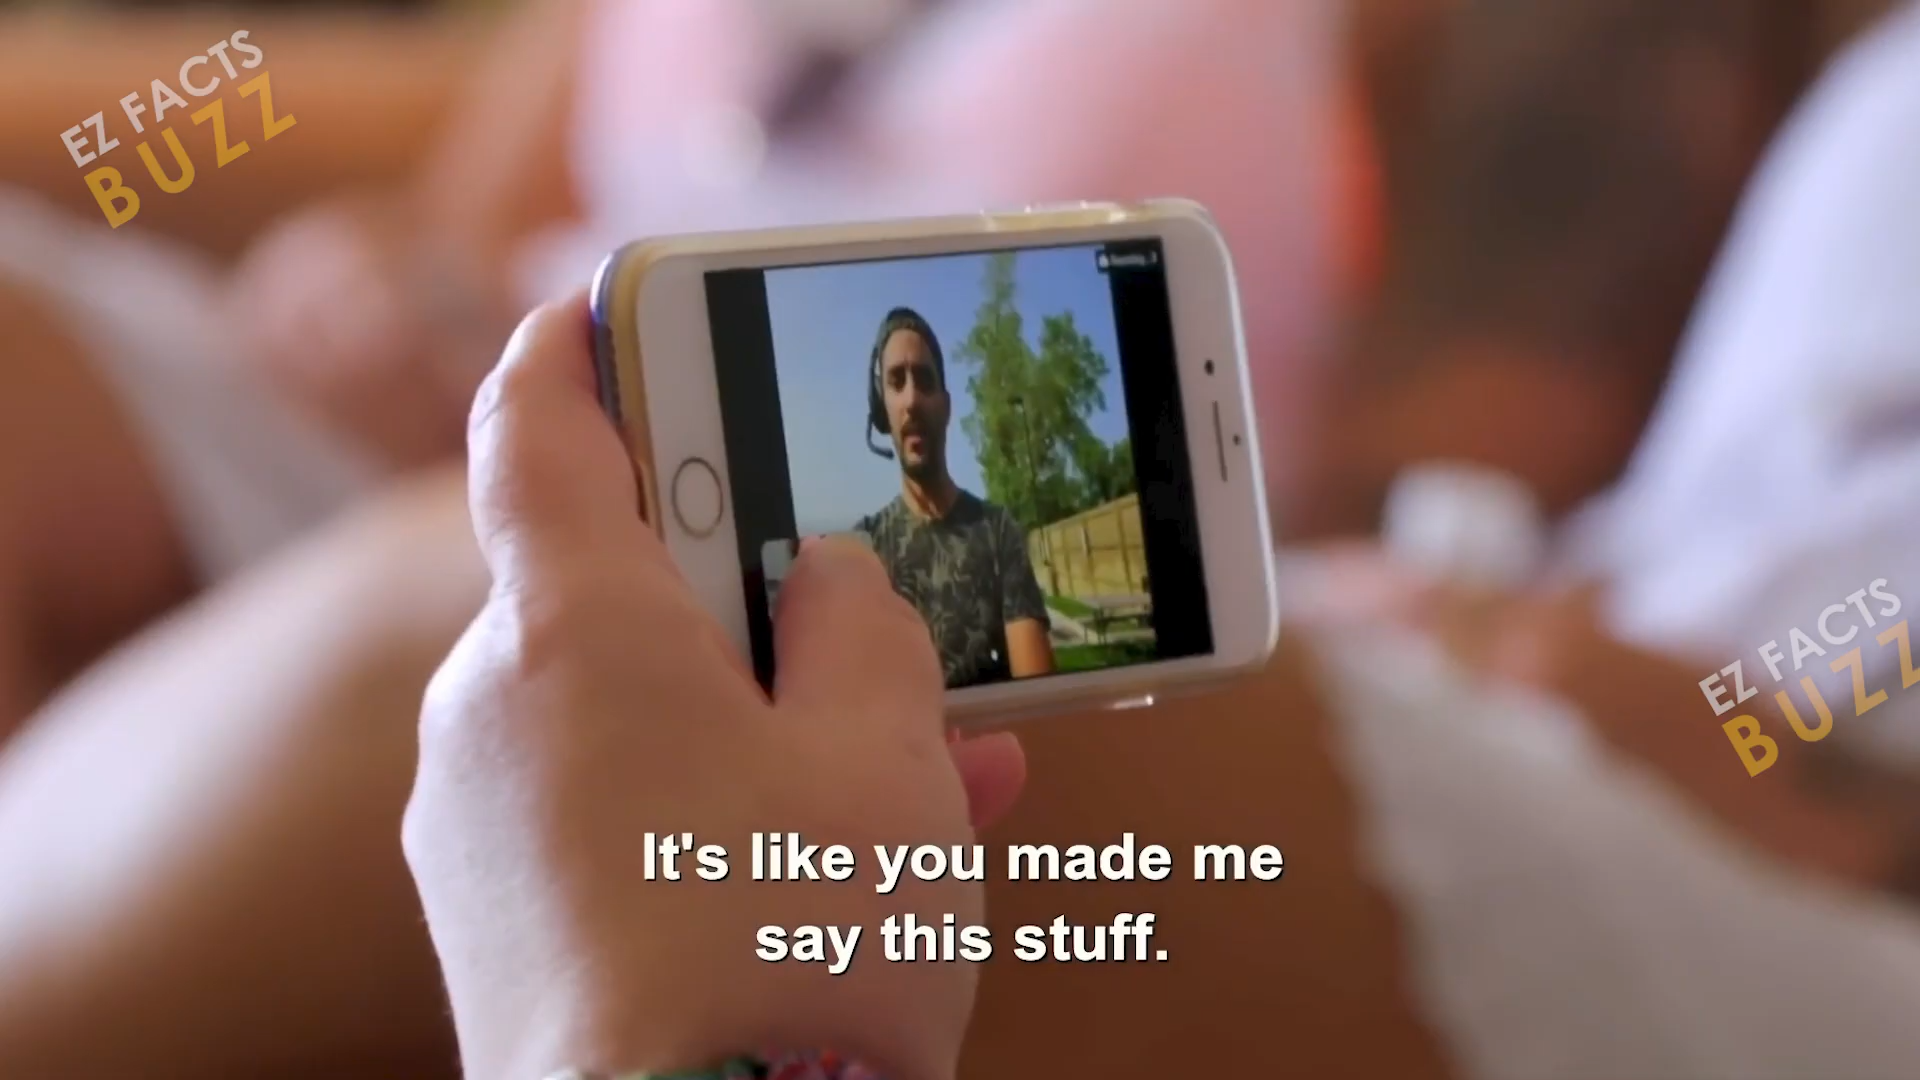 EZ FACTS
BUZZ
EZ FACTS
BUZZ
It's like you made me
say this stuff.